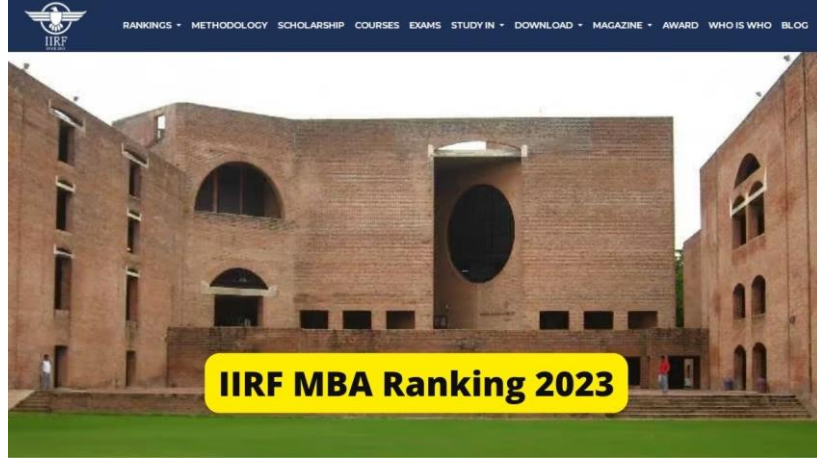 IIRF
RANKINGS METHODOLOGY SCHOLARSHIP COURSES EXAMS STUDY IN DOWNLOAD MAGAZINE AWARD WHO IS WHO BLOG
IIRF MBA Ranking 2023